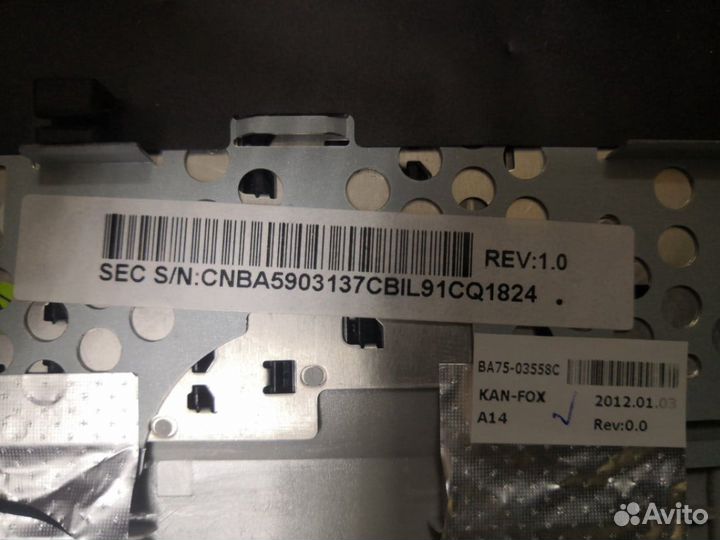 REV:1.0
SEC S/N:CNBA5903137CBIL91CQ1824
BA75-03558C
KAN-FOX 2012.01.03
A14 Rev:0.0
Avito